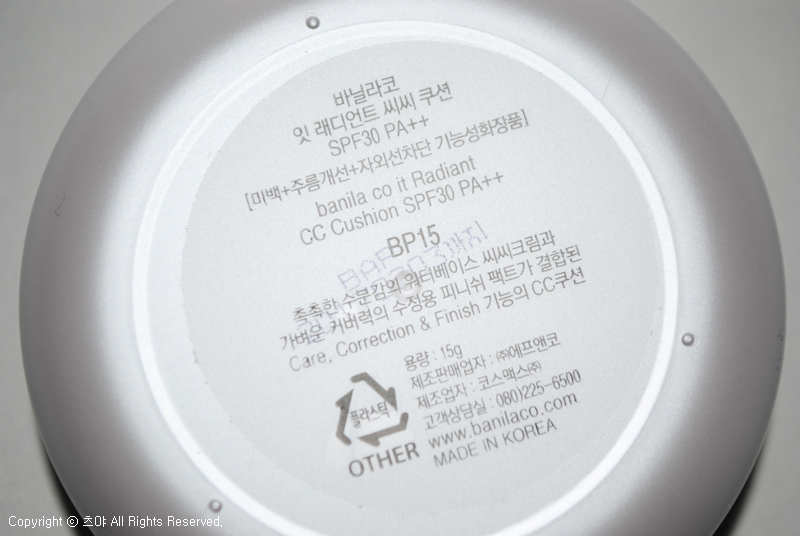 바닐라코
잇 래디언트 씨씨 쿠션
SPF30 PA++
[미백+주름개선+자외선차단 기능성화장품]
banila co it Radiant
CC Cushion SPF30 PA++
BP15
촉촉한 수분감의 워터베이스 씨씨크림과
가벼운 커버력의 수정용 피니쉬 팩트가 결합된
Care, Correction & Finish 기능의 CC쿠션
용량 : 15g
제조판매업자 : ㈜에프앤코
제조업자 : 코스맥스㈜
고객상담실 : 080)225-6500
www.banilaco.com
MADE IN KOREA
플라스틱
OTHER
Copyright ⓒ 츠야 All Rights Reserved.